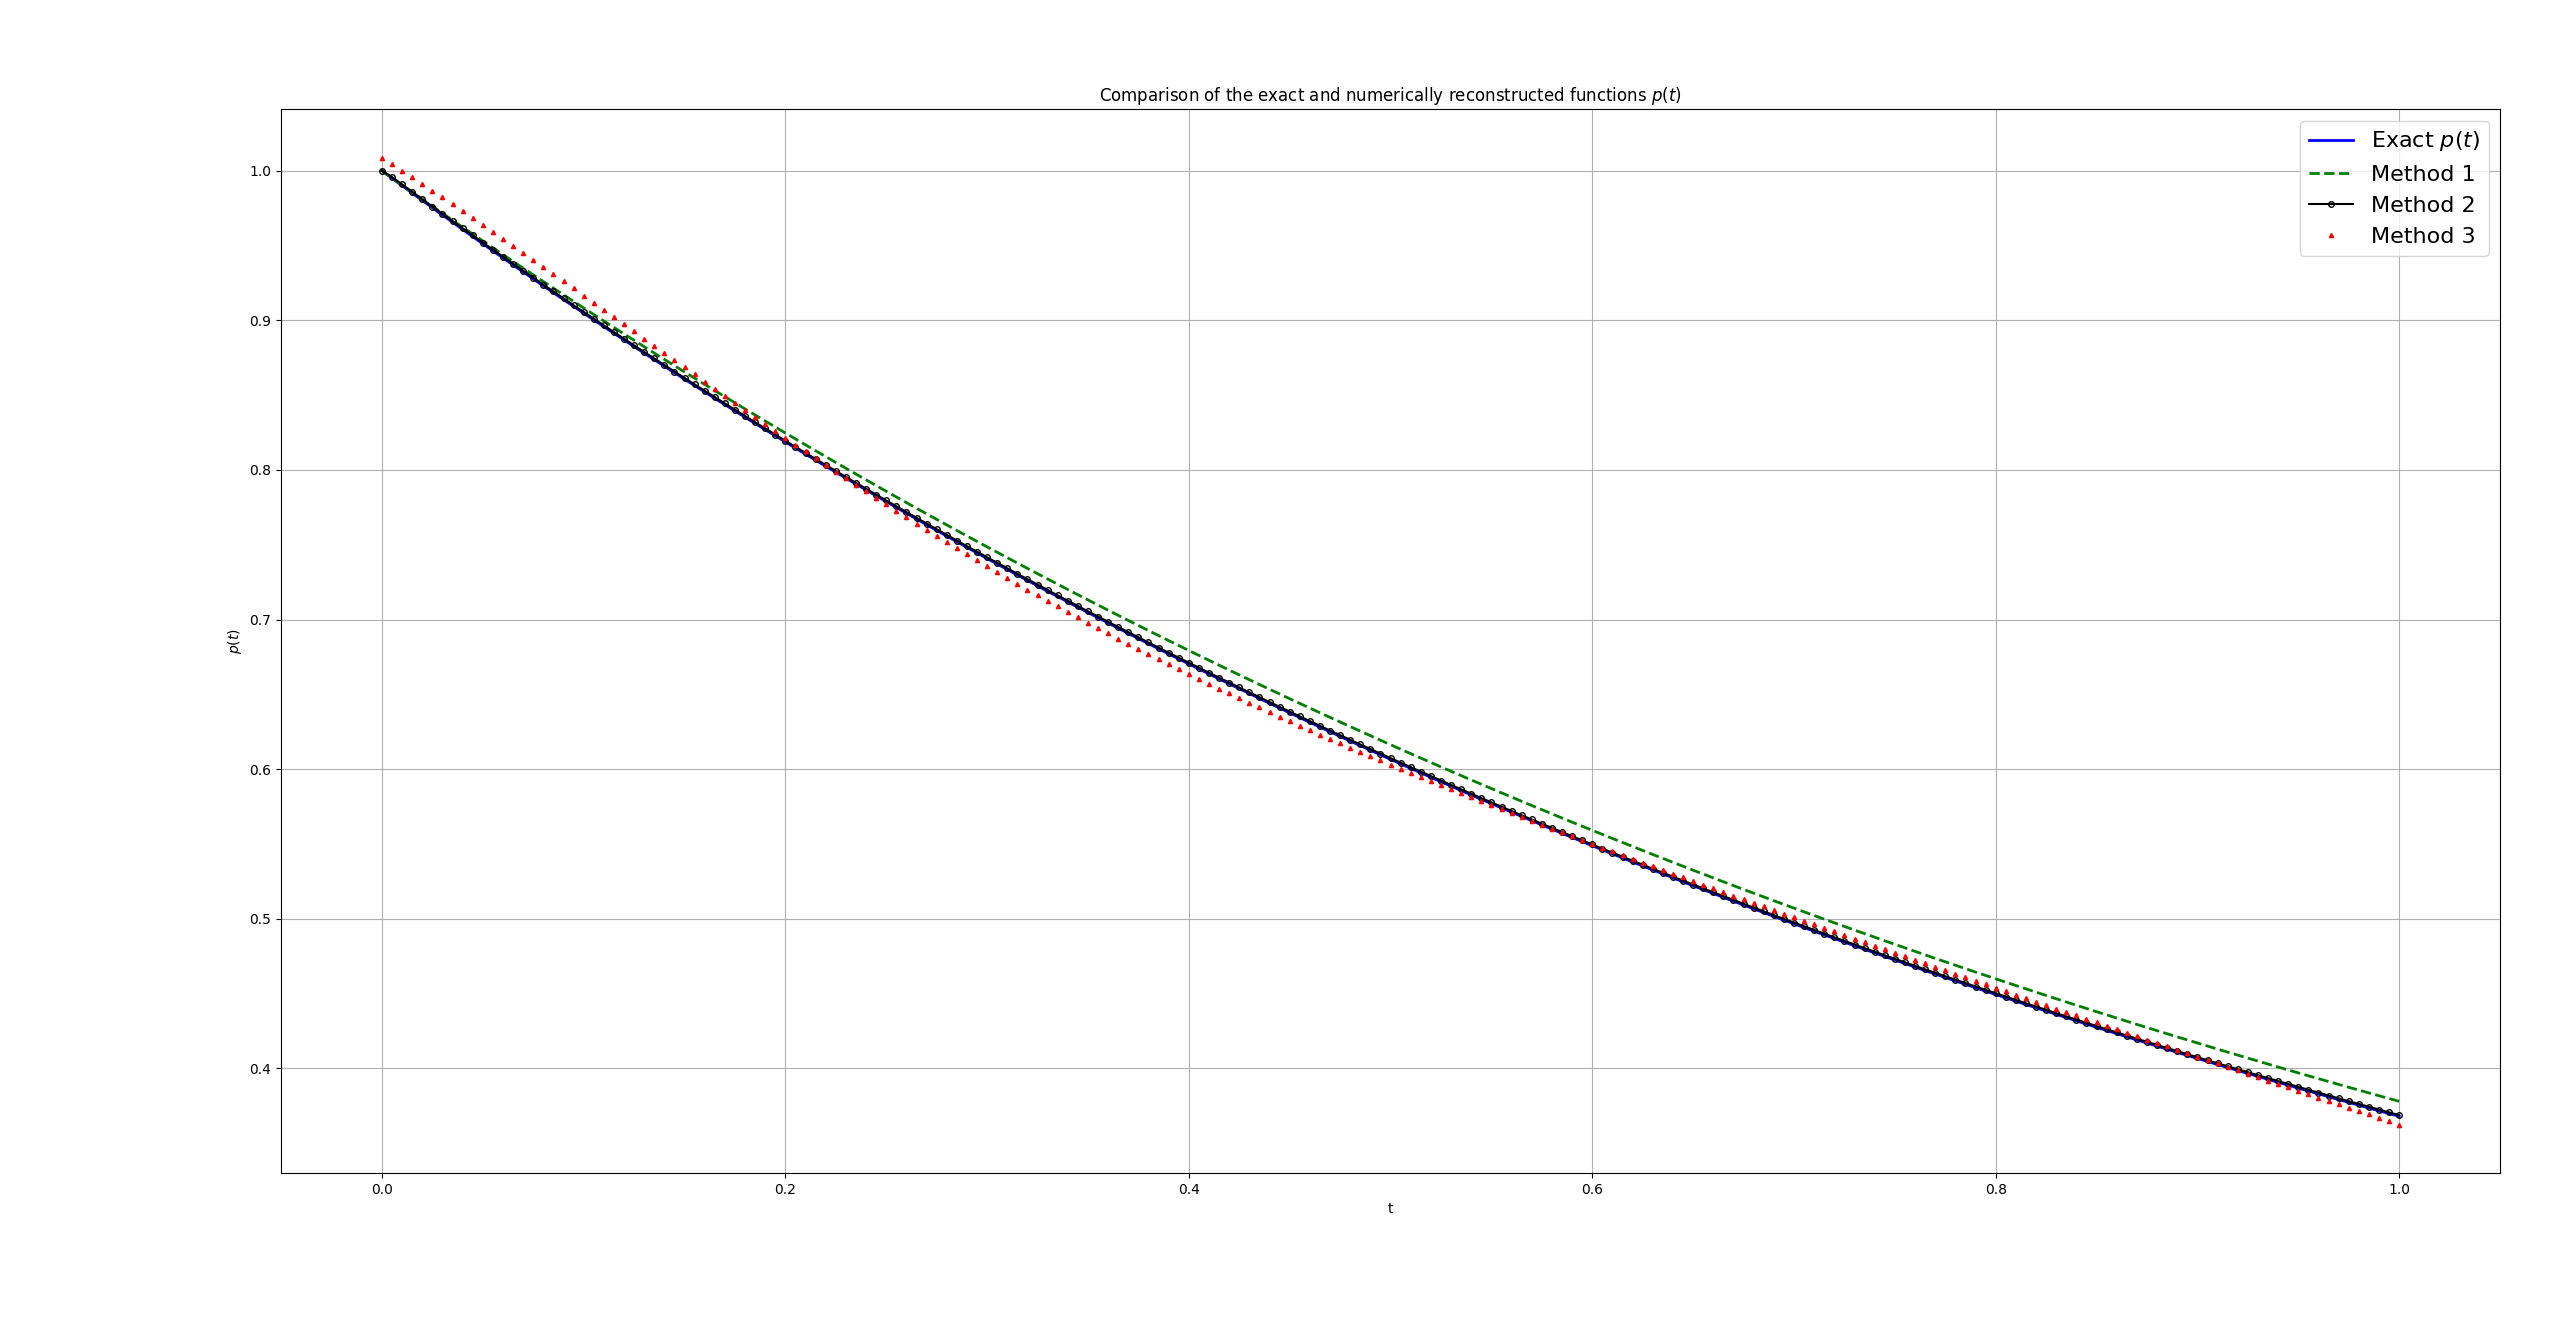 Comparison of the exact and numerically reconstructed functions p(t)
Exact p(t)
Method 1
Method 2
Method 3
1.0
0.9
0.8
0.7
0.6
0.5
0.4
p(t)
0.0 0.2 0.4 0.6 0.8 1.0
t